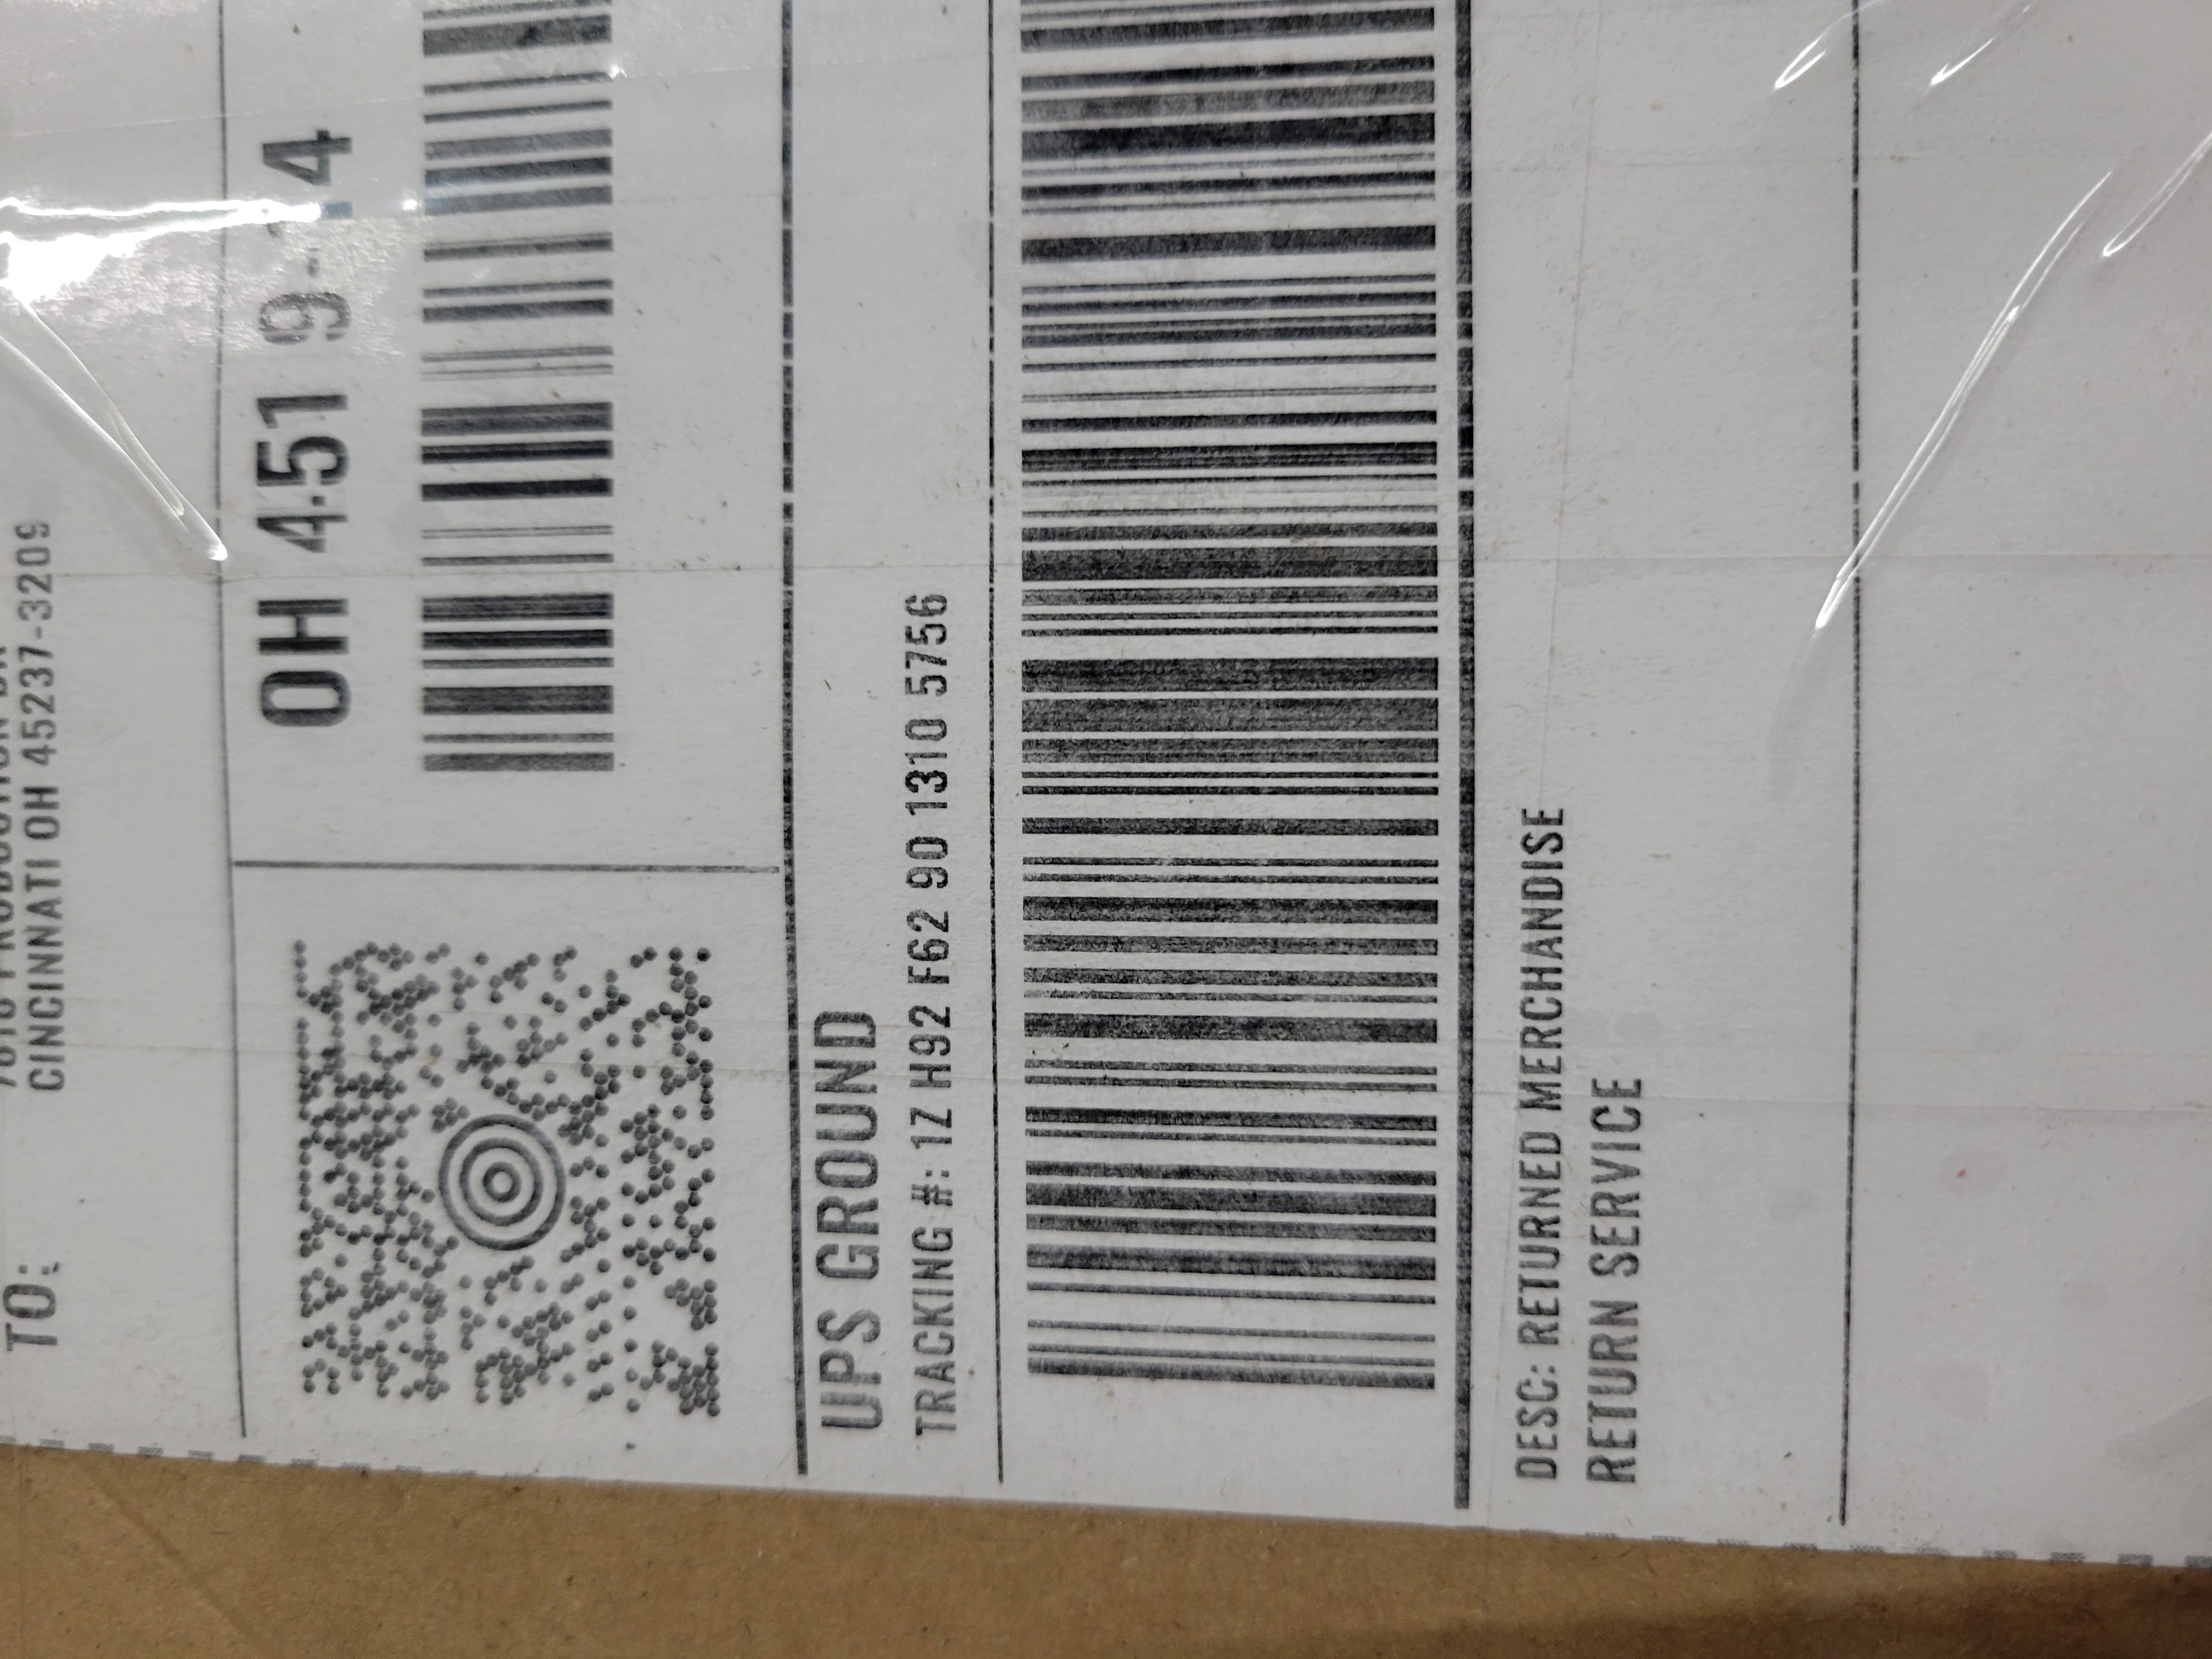 TO:
CINCINNATI OH 45237-3209
OH 451 9-14
UPS GROUND
TRACKING #: 1Z H92 F62 90 1310 5756
DESC: RETURNED MERCHANDISE
RETURN SERVICE